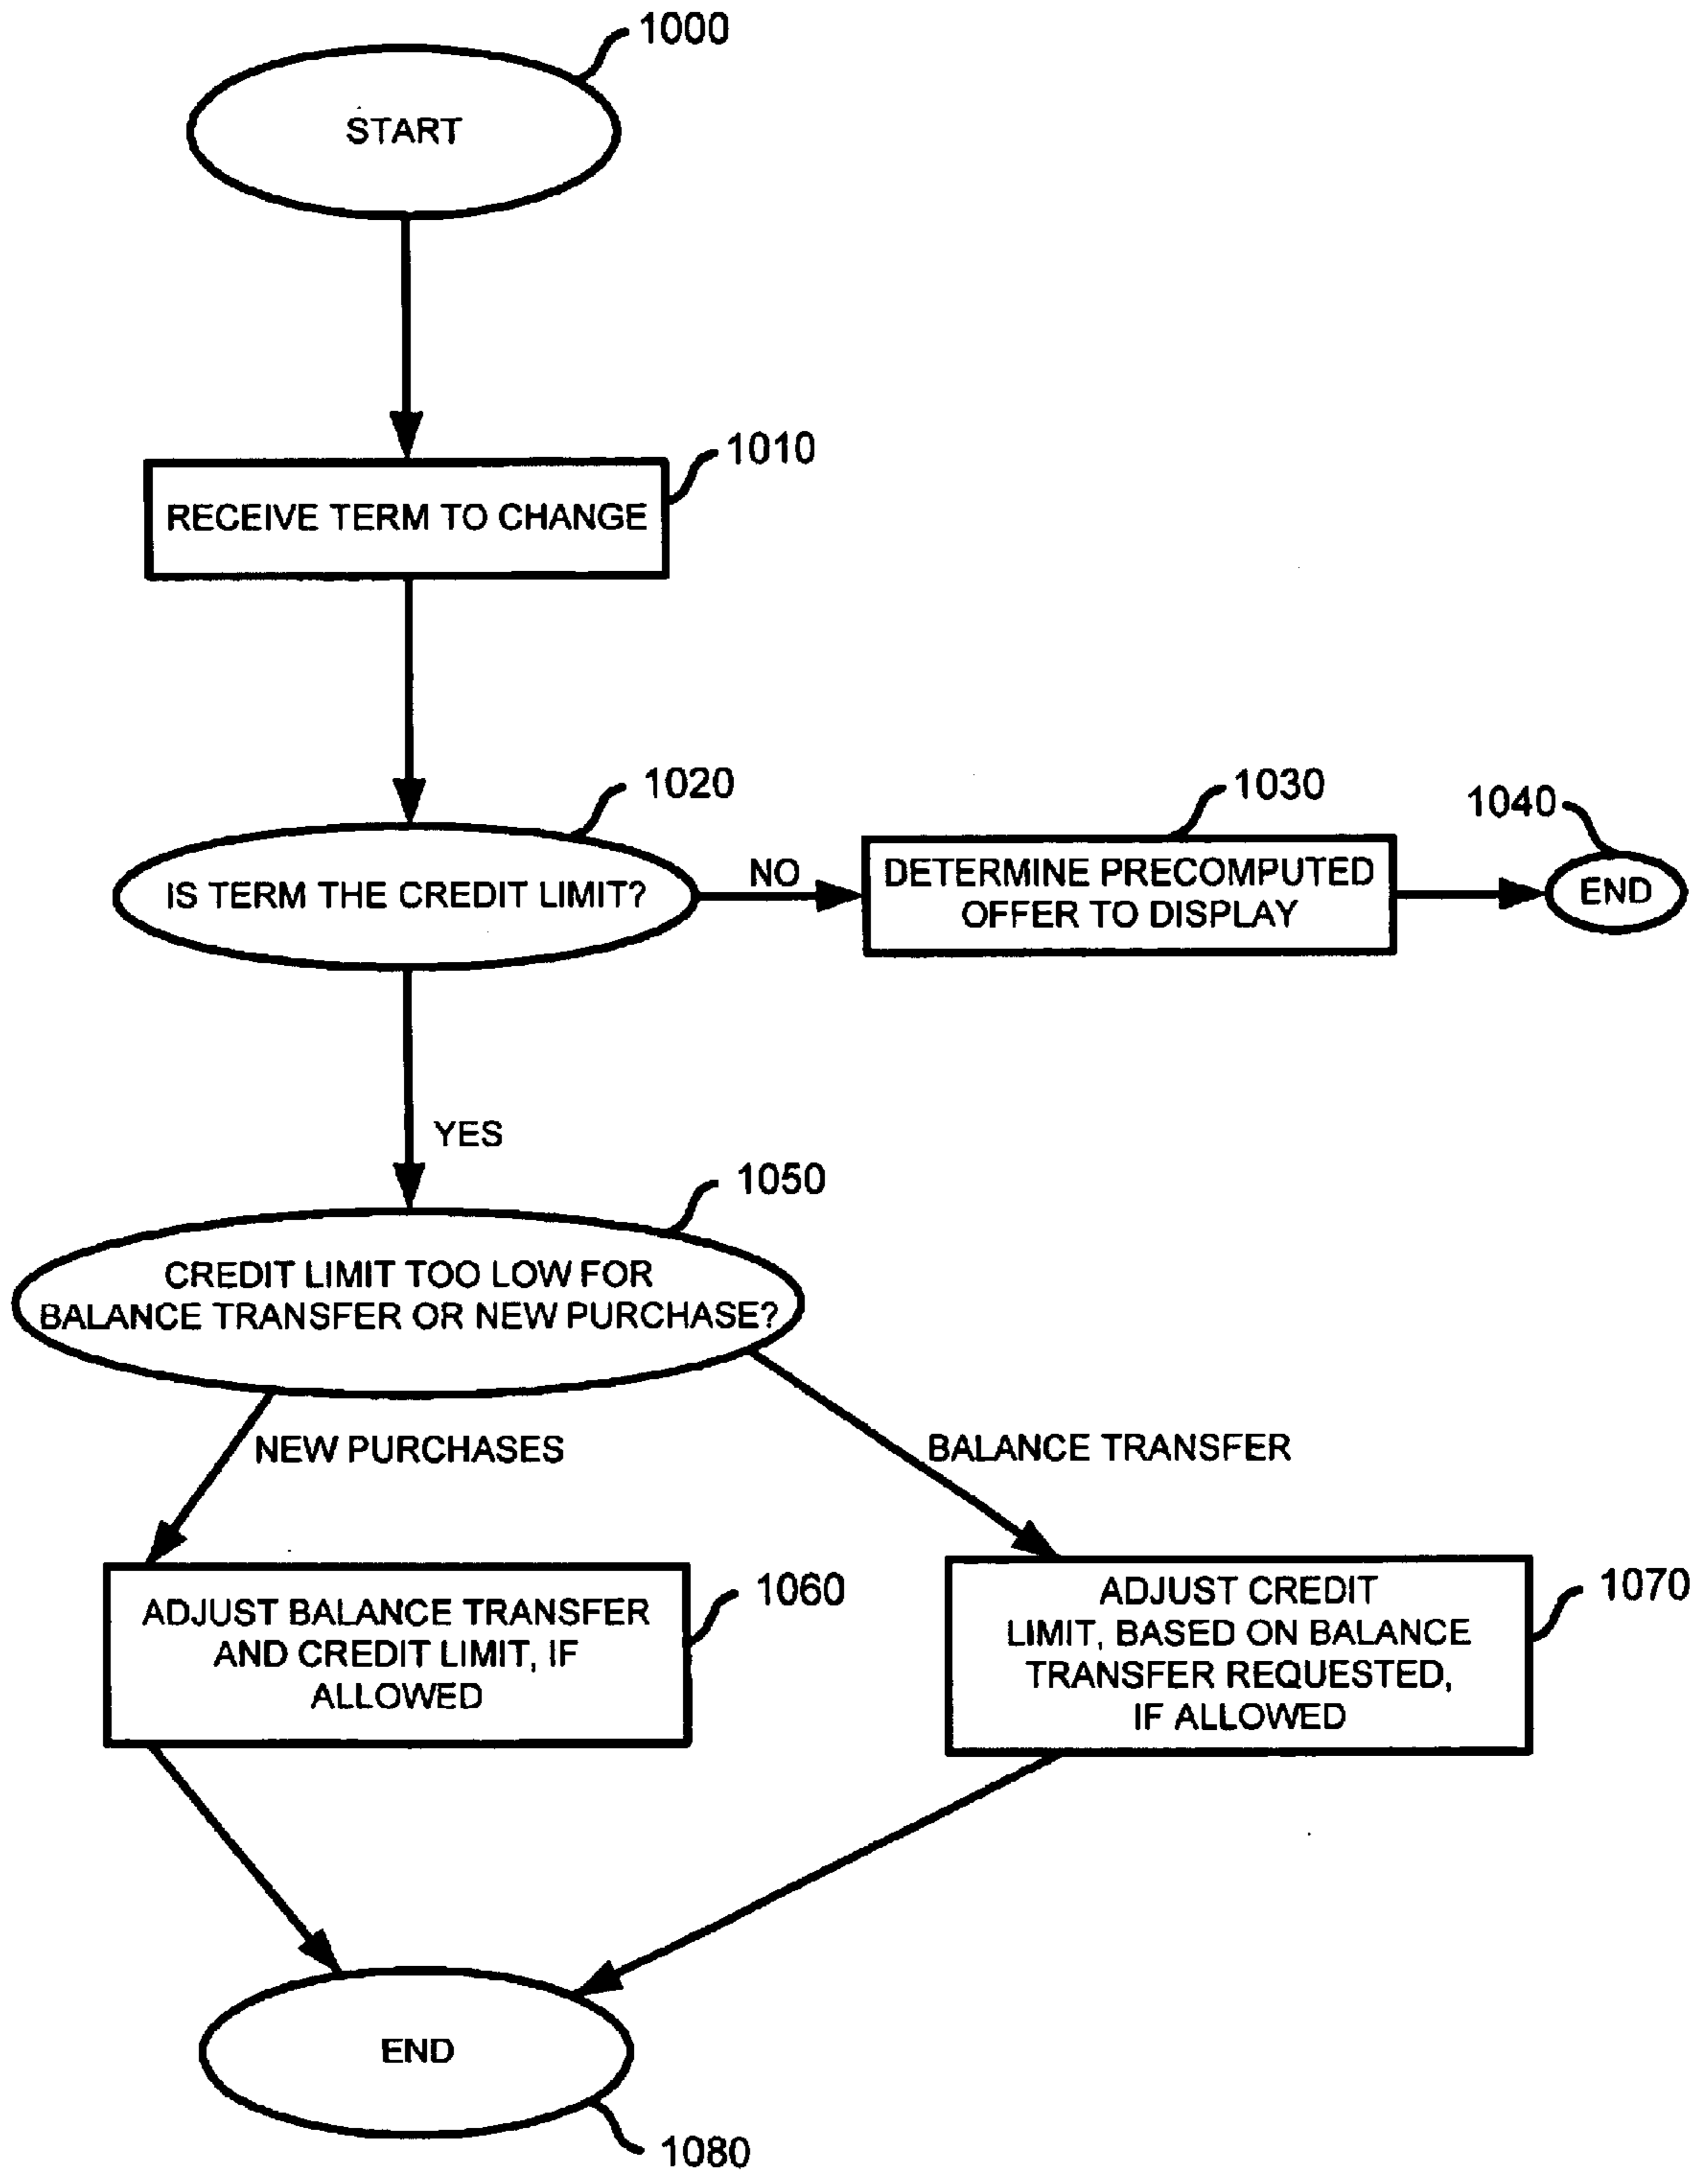 1000
START
1010
RECEIVE TERM TO CHANGE
1020
IS TERM THE CREDIT LIMIT?
NO
1030
DETERMINE PRECOMPUTED
OFFER TO DISPLAY
1040
END
YES
1050
CREDIT LIMIT TOO LOW FOR
BALANCE TRANSFER OR NEW PURCHASE?
NEW PURCHASES
BALANCE TRANSFER
1060
ADJUST BALANCE TRANSFER
AND CREDIT LIMIT, IF
ALLOWED
1070
ADJUST CREDIT
LIMIT, BASED ON BALANCE
TRANSFER REQUESTED,
IF ALLOWED
END
1080